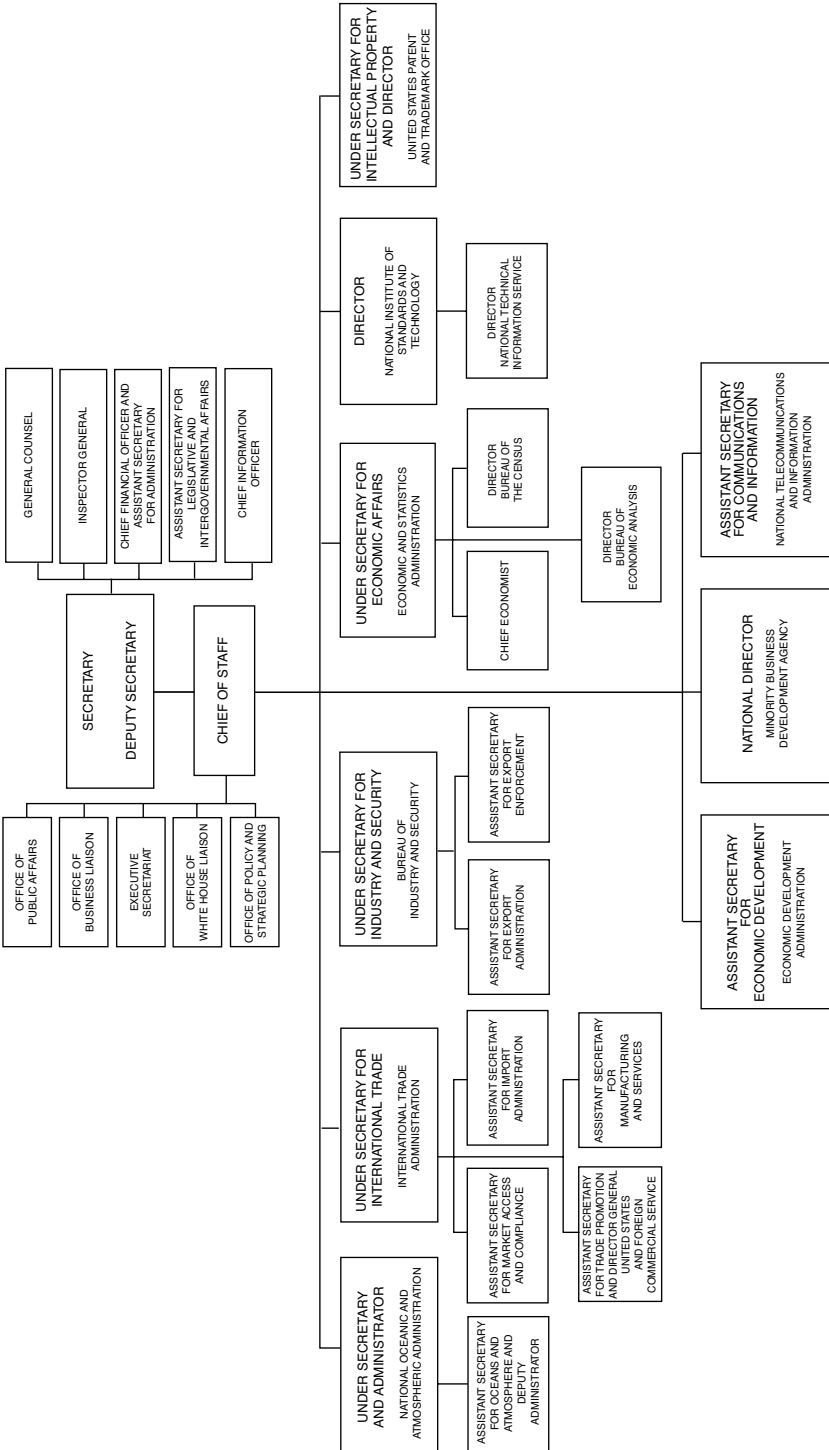 SECRETARY
DEPUTY SECRETARY
CHIEF OF STAFF
OFFICE OF
PUBLIC AFFAIRS
OFFICE OF
BUSINESS LIAISON
EXECUTIVE
SECRETARIAT
OFFICE OF
WHITE HOUSE LIAISON
OFFICE OF POLICY AND
STRATEGIC PLANNING
GENERAL COUNSEL
INSPECTOR GENERAL
CHIEF FINANCIAL OFFICER AND
ASSISTANT SECRETARY
FOR ADMINISTRATION
ASSISTANT SECRETARY FOR
LEGISLATIVE AND
INTERGOVERNMENTAL AFFAIRS
CHIEF INFORMATION
OFFICER
UNDER SECRETARY
AND ADMINISTRATOR
NATIONAL OCEANIC AND
ATMOSPHERIC ADMINISTRATION
UNDER SECRETARY FOR
INTERNATIONAL TRADE
INTERNATIONAL TRADE
ADMINISTRATION
UNDER SECRETARY FOR
INDUSTRY AND SECURITY
BUREAU OF
INDUSTRY AND SECURITY
UNDER SECRETARY FOR
ECONOMIC AFFAIRS
ECONOMIC AND STATISTICS
ADMINISTRATION
DIRECTOR
NATIONAL INSTITUTE OF
STANDARDS AND
TECHNOLOGY
UNDER SECRETARY FOR
INTELLECTUAL PROPERTY
AND DIRECTOR
UNITED STATES PATENT
AND TRADEMARK OFFICE
ASSISTANT SECRETARY
FOR OCEANS AND
ATMOSPHERE AND
DEPUTY
ADMINISTRATOR
ASSISTANT SECRETARY
FOR MARKET ACCESS
AND COMPLIANCE
ASSISTANT SECRETARY
FOR IMPORT
ADMINISTRATION
ASSISTANT SECRETARY
FOR EXPORT
ADMINISTRATION
ASSISTANT SECRETARY
FOR EXPORT
ENFORCEMENT
CHIEF ECONOMIST
DIRECTOR
BUREAU OF
THE CENSUS
DIRECTOR
NATIONAL TECHNICAL
INFORMATION SERVICE
ASSISTANT SECRETARY
FOR TRADE PROMOTION
AND DIRECTOR GENERAL
UNITED STATES
AND FOREIGN
COMMERCIAL SERVICE
ASSISTANT SECRETARY
FOR
MANUFACTURING
AND SERVICES
DIRECTOR
BUREAU OF
ECONOMIC ANALYSIS
ASSISTANT SECRETARY
FOR
ECONOMIC DEVELOPMENT
ECONOMIC DEVELOPMENT
ADMINISTRATION
NATIONAL DIRECTOR
MINORITY BUSINESS
DEVELOPMENT AGENCY
ASSISTANT SECRETARY
FOR COMMUNICATIONS
AND INFORMATION
NATIONAL TELECOMMUNICATIONS
AND INFORMATION
ADMINISTRATION